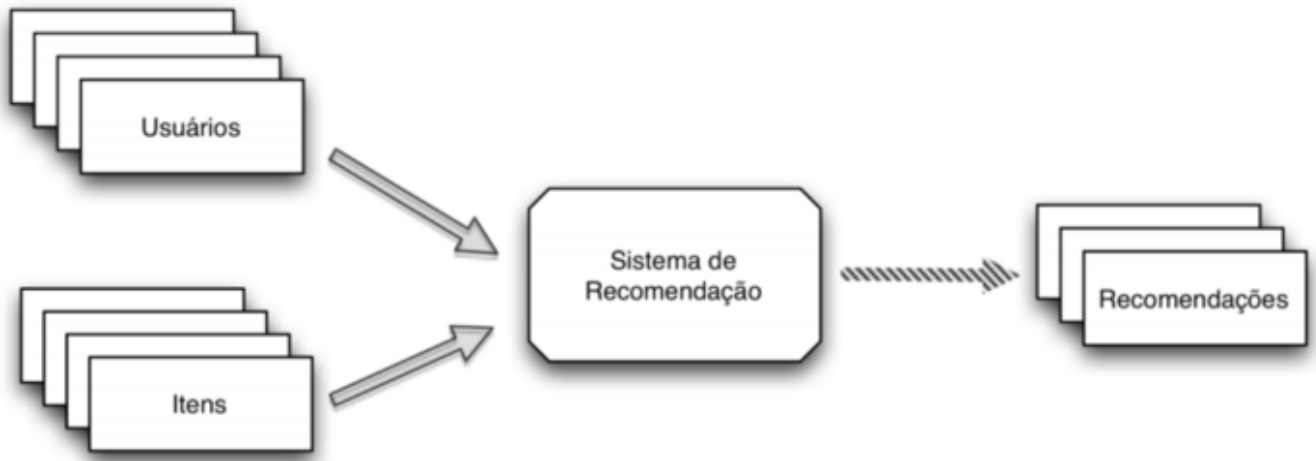 Usuários
Sistema de
Recomendação
Recomendações
Itens